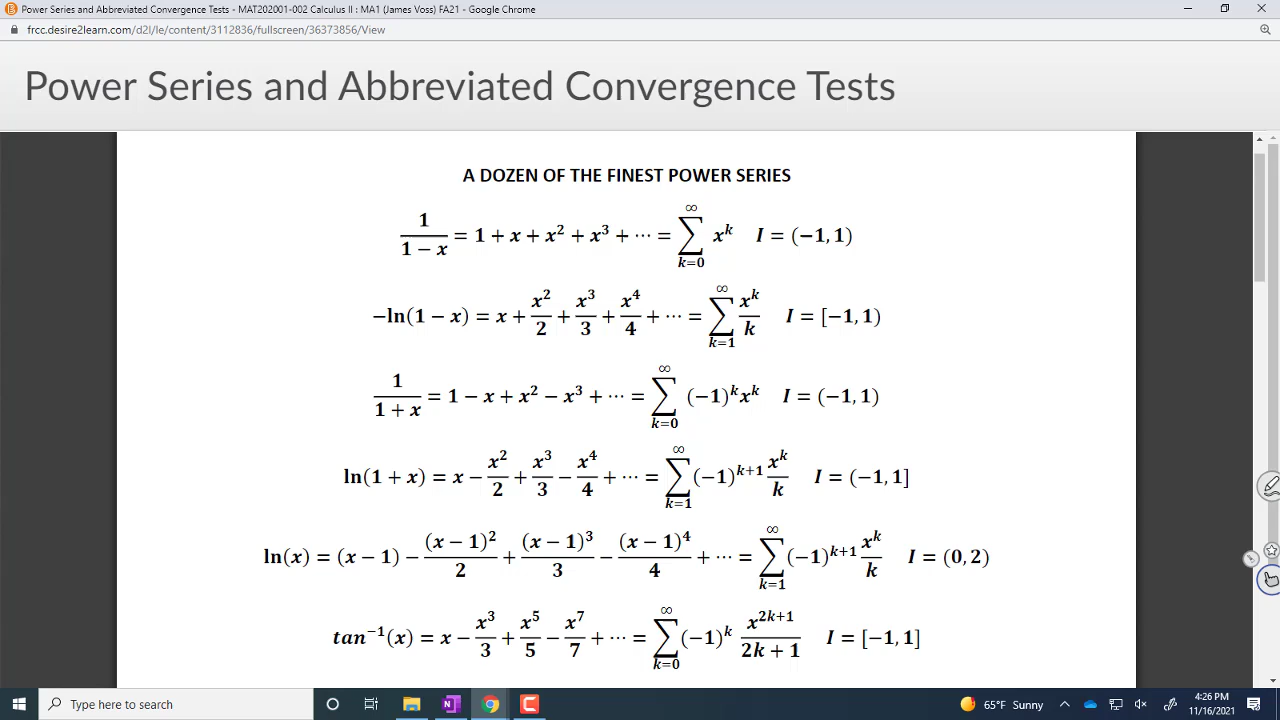 Power Series and Abbreviated Convergence Tests - MAT202001-002 Calculus II : MA1 (James Voss) FA21 - Google Chrome
frcc.desire2learn.com/d2l/le/content/3112836/fullscreen/36373856/View
Power Series and Abbreviated Convergence Tests
A DOZEN OF THE FINEST POWER SERIES
1/(1 − x) = 1 + x + x² + x³ + ⋯ = ∑_{k=0}^{∞} x^k I = (−1, 1)
−ln(1 − x) = x + x²/2 + x³/3 + x⁴/4 + ⋯ = ∑_{k=1}^{∞} x^k/k I = [−1, 1)
1/(1 + x) = 1 − x + x² − x³ + ⋯ = ∑_{k=0}^{∞} (−1)^k x^k I = (−1, 1)
ln(1 + x) = x − x²/2 + x³/3 − x⁴/4 + ⋯ = ∑_{k=1}^{∞} (−1)^{k+1} x^k/k I = (−1, 1]
ln(x) = (x − 1) − (x − 1)²/2 + (x − 1)³/3 − (x − 1)⁴/4 + ⋯ = ∑_{k=1}^{∞} (−1)^{k+1} x^k/k I = (0, 2)
tan⁻¹(x) = x − x³/3 + x⁵/5 − x⁷/7 + ⋯ = ∑_{k=0}^{∞} (−1)^k x^{2k+1}/(2k + 1) I = [−1, 1]
Type here to search
65°F Sunny
4:26 PM
11/16/2021